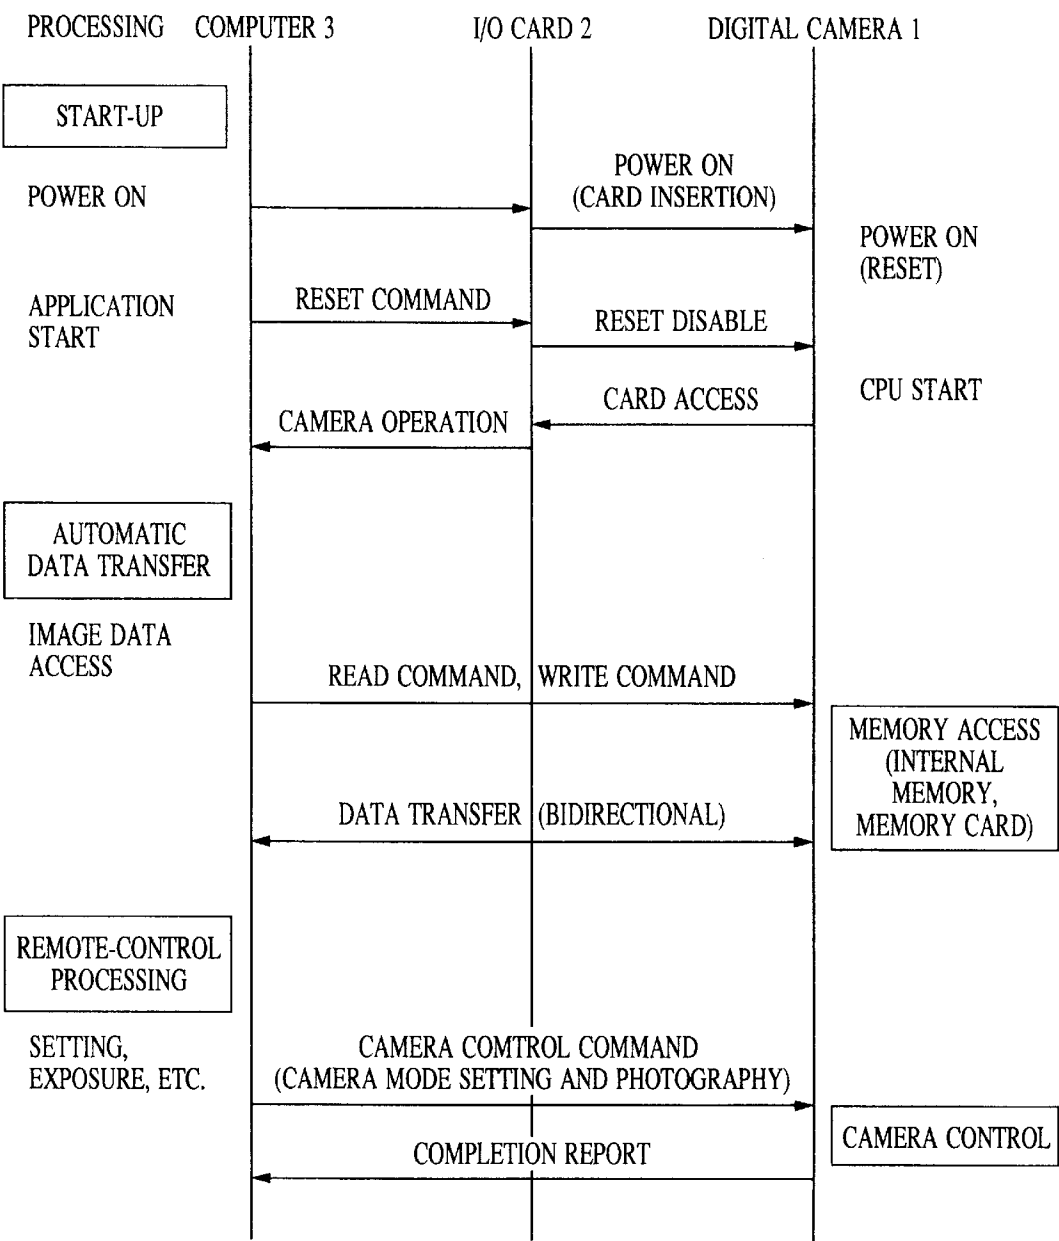 PROCESSING COMPUTER 3 I/O CARD 2 DIGITAL CAMERA 1
START-UP
POWER ON
(CARD INSERTION)
POWER ON
POWER ON
(RESET)
RESET COMMAND
APPLICATION
START
RESET DISABLE
CPU START
CARD ACCESS
CAMERA OPERATION
AUTOMATIC
DATA TRANSFER
IMAGE DATA
ACCESS
READ COMMAND, WRITE COMMAND
MEMORY ACCESS
(INTERNAL
MEMORY,
MEMORY CARD)
DATA TRANSFER (BIDIRECTIONAL)
REMOTE-CONTROL
PROCESSING
SETTING,
EXPOSURE, ETC.
CAMERA COMTROL COMMAND
(CAMERA MODE SETTING AND PHOTOGRAPHY)
CAMERA CONTROL
COMPLETION REPORT